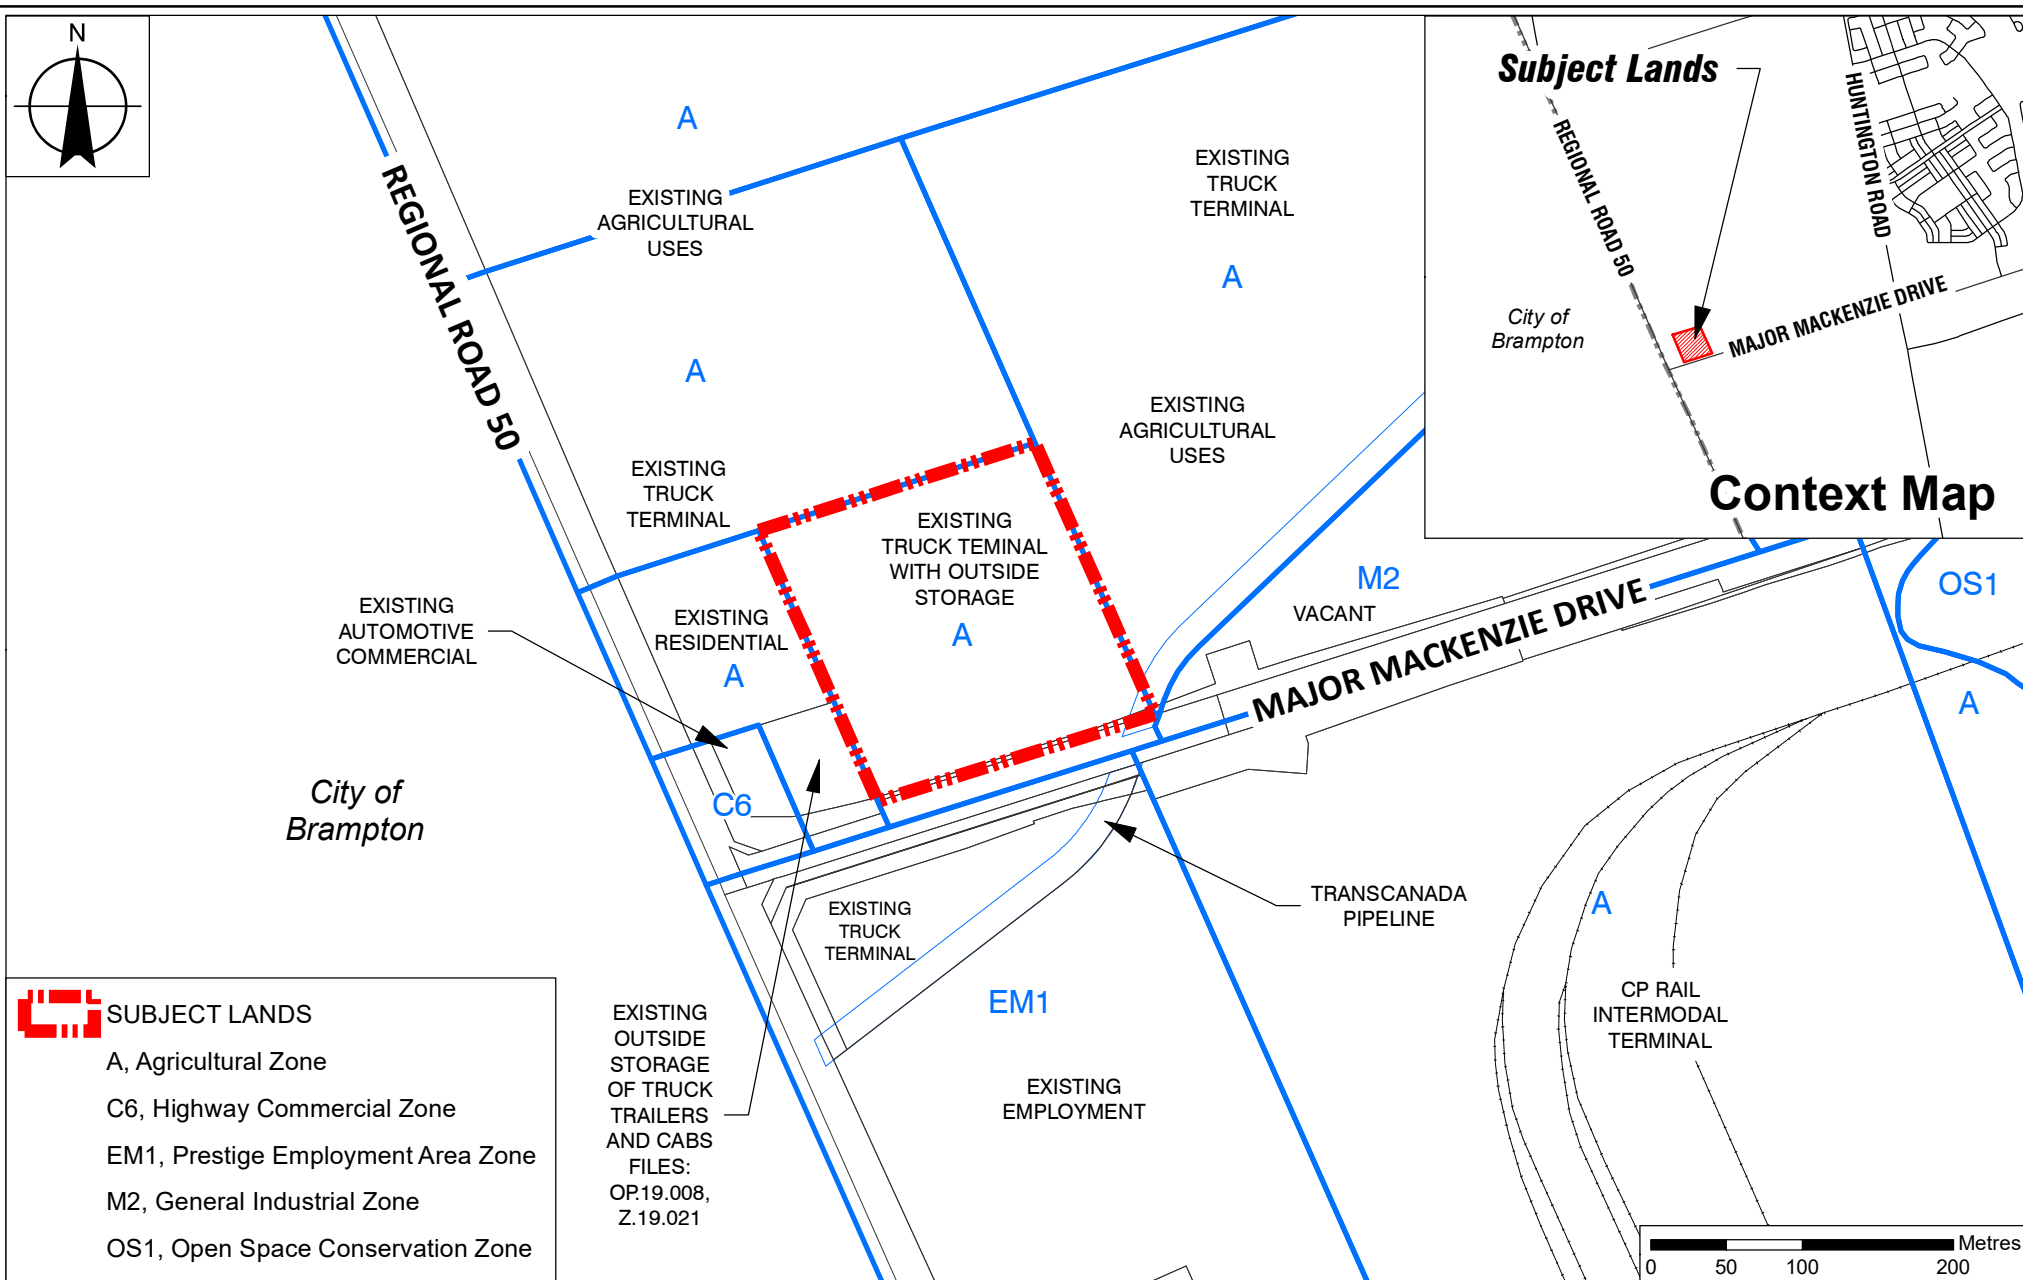 N
A
EXISTING
AGRICULTURAL
USES
REGIONAL ROAD 50
A
EXISTING
TRUCK
TERMINAL
EXISTING
TRUCK
TERMINAL
A
EXISTING
AGRICULTURAL
USES
EXISTING
TRUCK TEMINAL
WITH OUTSIDE
STORAGE
A
EXISTING
RESIDENTIAL
A
EXISTING
AUTOMOTIVE
COMMERCIAL
C6
City of
Brampton
M2
VACANT
MAJOR MACKENZIE DRIVE
OS1
A
A
TRANSCANADA
PIPELINE
EXISTING
TRUCK
TERMINAL
EM1
EXISTING
EMPLOYMENT
CP RAIL
INTERMODAL
TERMINAL
EXISTING
OUTSIDE
STORAGE
OF TRUCK
TRAILERS
AND CABS
FILES:
OP.19.008,
Z.19.021
Subject Lands
REGIONAL ROAD 50
HUNTINGTON ROAD
City of
Brampton
MAJOR MACKENZIE DRIVE
Context Map
SUBJECT LANDS
A, Agricultural Zone
C6, Highway Commercial Zone
EM1, Prestige Employment Area Zone
M2, General Industrial Zone
OS1, Open Space Conservation Zone
Metres
0 50 100 200